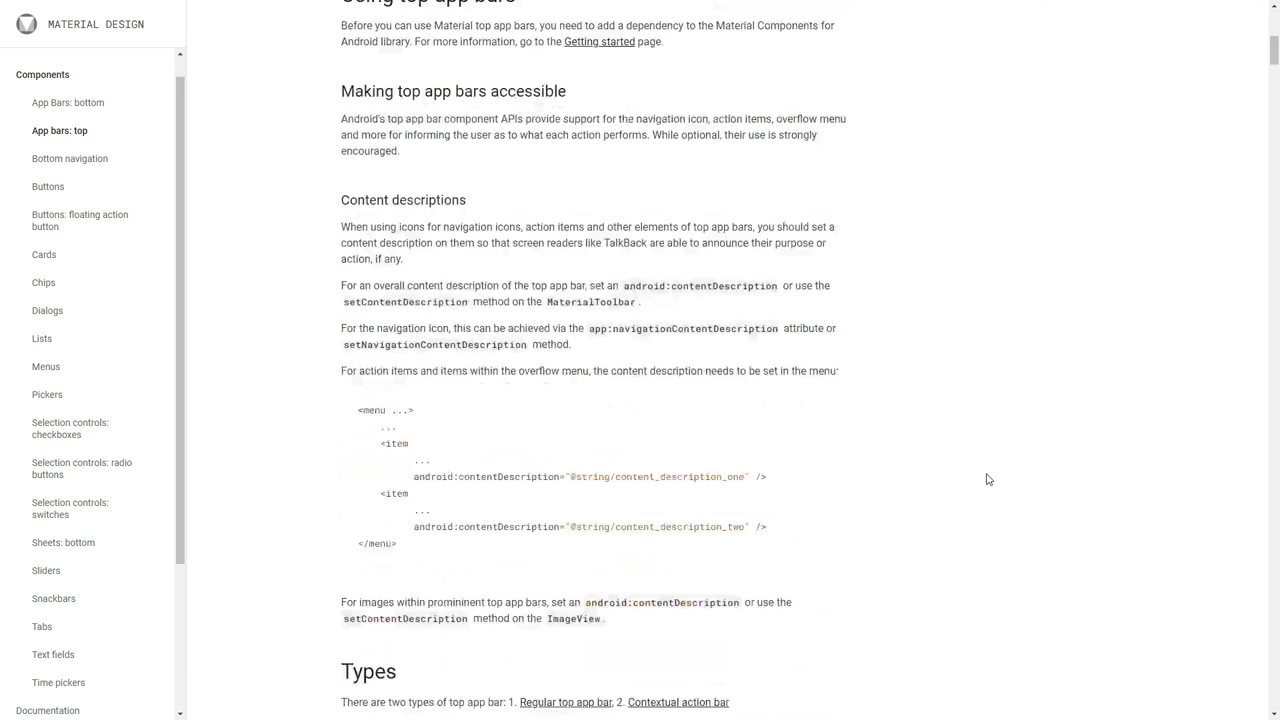 MATERIAL DESIGN
Components
App Bars: bottom
App bars: top
Bottom navigation
Buttons
Buttons: floating action
button
Cards
Chips
Dialogs
Lists
Menus
Pickers
Selection controls:
checkboxes
Selection controls: radio
buttons
Selection controls:
switches
Sheets: bottom
Sliders
Snackbars
Tabs
Text fields
Time pickers
Documentation
Using top app bars
Before you can use Material top app bars, you need to add a dependency to the Material Components for
Android library. For more information, go to the Getting started page.
Making top app bars accessible
Android's top app bar component APIs provide support for the navigation icon, action items, overflow menu
and more for informing the user as to what each action performs. While optional, their use is strongly
encouraged.
Content descriptions
When using icons for navigation icons, action items and other elements of top app bars, you should set a
content description on them so that screen readers like TalkBack are able to announce their purpose or
action, if any.
For an overall content description of the top app bar, set an android:contentDescription or use the
setContentDescription method on the MaterialToolbar.
For the navigation icon, this can be achieved via the app:navigationContentDescription attribute or
setNavigationContentDescription method.
For action items and items within the overflow menu, the content description needs to be set in the menu:
<menu ...>
...
<item
...
android:contentDescription="@string/content_description_one" />
<item
...
android:contentDescription="@string/content_description_two" />
</menu>
For images within promininent top app bars, set an android:contentDescription or use the
setContentDescription method on the ImageView.
Types
There are two types of top app bar: 1. Regular top app bar, 2. Contextual action bar